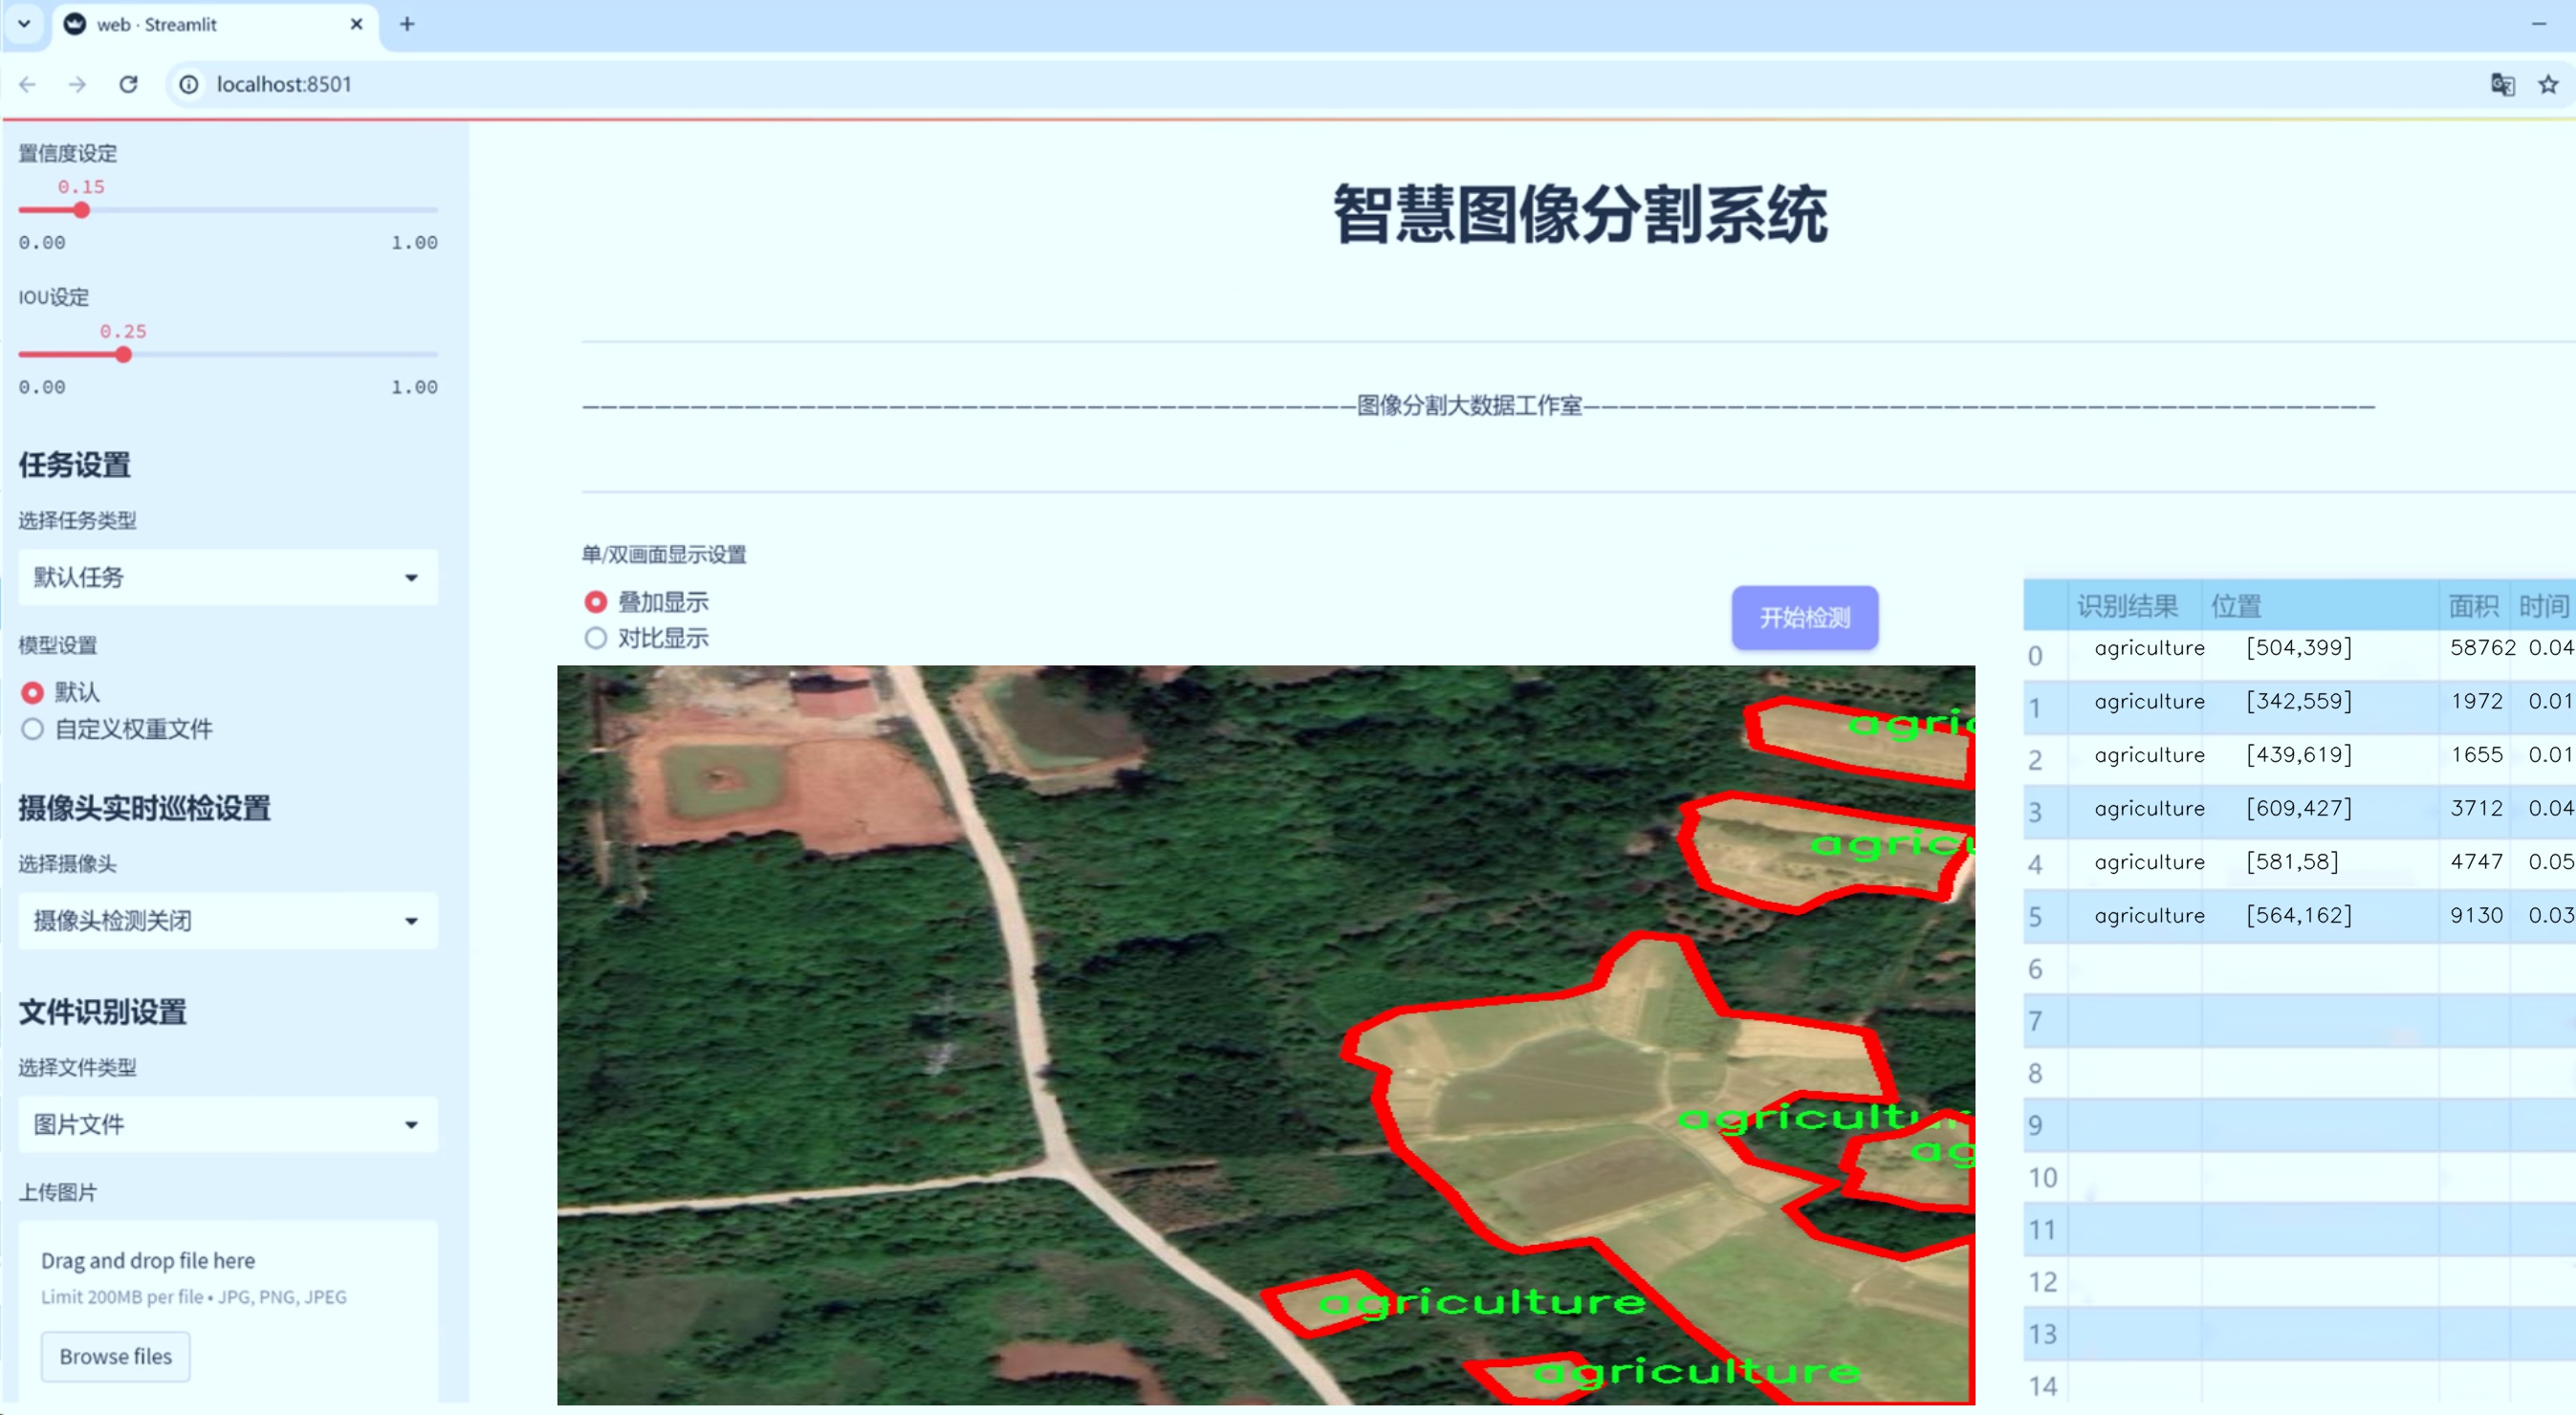 web · Streamlit
localhost:8501
置信度设定
0.15
0.00 1.00
IOU设定
0.25
0.00 1.00
任务设置
选择任务类型
默认任务
模型设置
默认
自定义权重文件
摄像头实时巡检设置
选择摄像头
摄像头检测关闭
文件识别设置
选择文件类型
图片文件
上传图片
Drag and drop file here
Limit 200MB per file • JPG, PNG, JPEG
Browse files
智慧图像分割系统
图像分割大数据工作室
单/双画面显示设置
叠加显示
对比显示
开始检测
agric
agricu
agricultur
ag
agriculture
agriculture
识别结果 位置 面积 时间
0 agriculture [504,399] 58762 0.04
1 agriculture [342,559] 1972 0.01
2 agriculture [439,619] 1655 0.01
3 agriculture [609,427] 3712 0.04
4 agriculture [581,58] 4747 0.05
5 agriculture [564,162] 9130 0.03
6
7
8
9
10
11
12
13
14